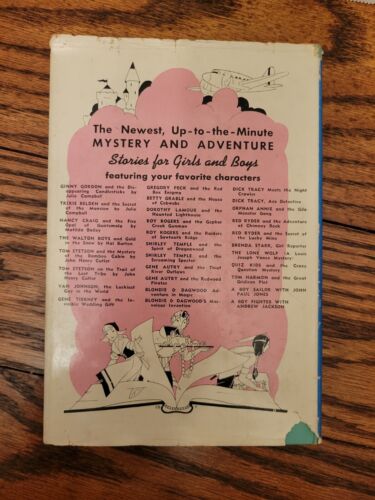 The Newest, Up-to-the-Minute
MYSTERY AND ADVENTURE
Stories for Girls and Boys
featuring your favorite characters
GINNY GORDON and the Dis-
appearing Candlesticks by
Julie Campbell
TRIXIE BELDEN and the Secret
of the Mansion by Julie
Campbell
NANCY CRAIG and the Fire
Opal of Guatemala by
Matilda Bailey
THE WALTON BOYS and Gold
in the Snow by Hal Burton
TOM STETSON and the Mystery
of the Bamboo Cabin by
John Henry Cutler
TOM STETSON on the Trail of
the Lost Tribe by John
Henry Cutler
VAN JOHNSON, the Luckiest
Guy in the World
GENE TIERNEY and the In-
visible Wedding Gift
GREGORY PECK and the Red
Box Enigma
BETTY GRABLE and the House
of Cobwebs
DOROTHY LAMOUR and the
Haunted Lighthouse
ROY ROGERS and the Gopher
Creek Gunman
ROY ROGERS and the Raiders
of Sawtooth Ridge
SHIRLEY TEMPLE and the
Spirit of Dragonwood
SHIRLEY TEMPLE and the
Screaming Specter
GENE AUTRY and the Thief
River Outlaws
GENE AUTRY and the Redwood
Pirates
BLONDIE & DAGWOOD Adven-
ture in Magic
BLONDIE & DAGWOOD'S Mar-
velous Invention
DICK TRACY Meets the Night
Crawler
DICK TRACY, Ace Detective
ORPHAN ANNIE and the Gila
Monster Gang
RED RYDER and the Adventure
of Chimney Rock
RED RYDER and the Secret of
the Lucky Mine
BRENDA STARR, Girl Reporter
THE LONE WOLF (A Louis
Joseph Vance Mystery)
QUIZ KIDS and the Crazy
Question Mystery
TOM HARMON and the Great
Gridiron Plot
A BOY SAILOR WITH JOHN
PAUL JONES
A BOY FIGHTER WITH
ANDREW JACKSON